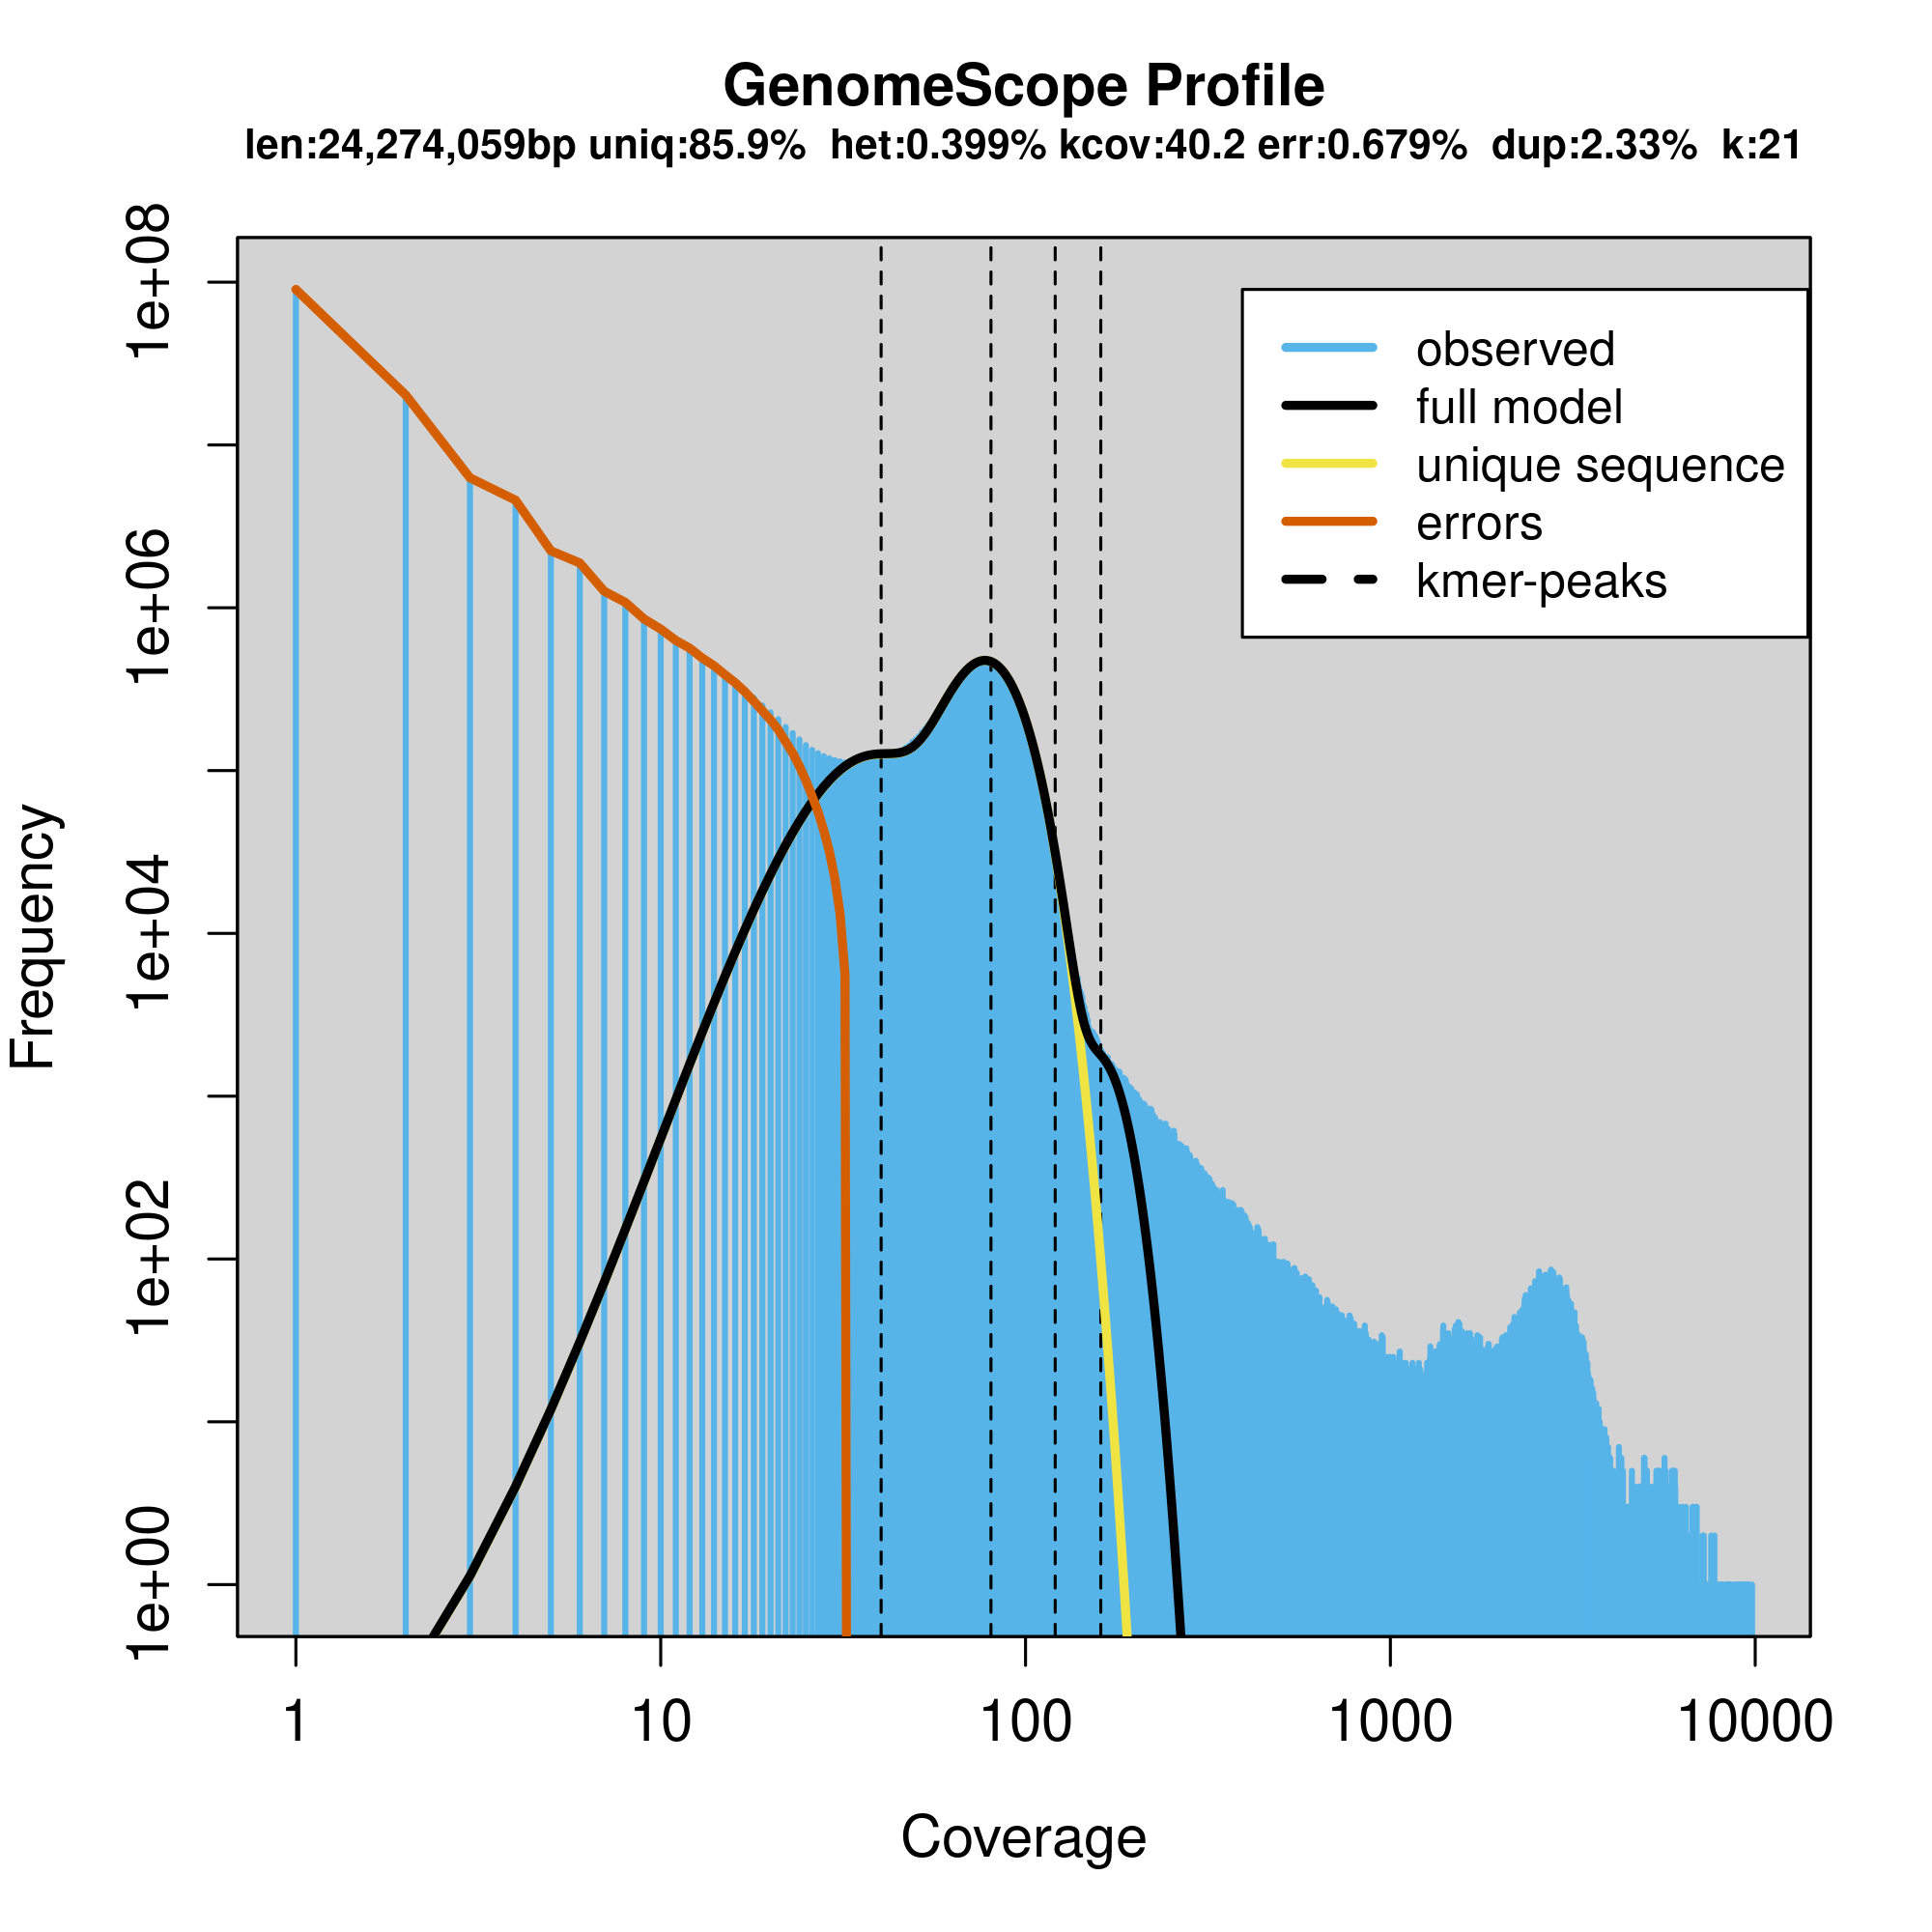 GenomeScope Profile
len:24,274,059bp uniq:85.9% het:0.399% kcov:40.2 err:0.679% dup:2.33% k:21
1e+08
1e+06
1e+04
1e+02
1e+00
Frequency
observed
full model
unique sequence
errors
kmer-peaks
1 10 100 1000 10000
Coverage